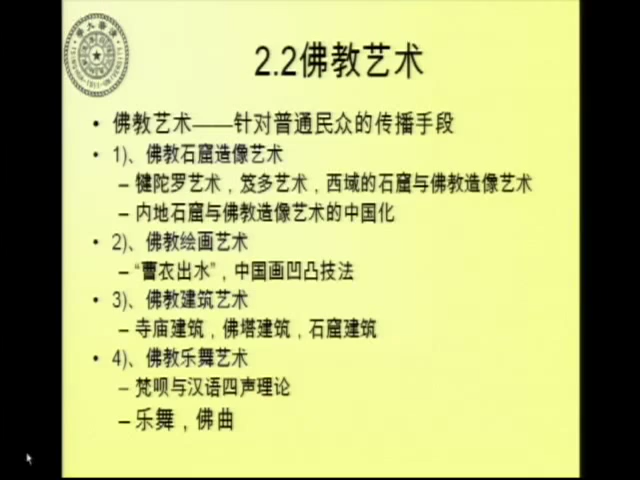 2.2佛教艺术
• 佛教艺术——针对普通民众的传播手段
• 1)、佛教石窟造像艺术
– 犍陀罗艺术，笈多艺术，西域的石窟与佛教造像艺术
– 内地石窟与佛教造像艺术的中国化
• 2)、佛教绘画艺术
– “曹衣出水”，中国画凹凸技法
• 3)、佛教建筑艺术
– 寺庙建筑，佛塔建筑，石窟建筑
• 4)、佛教乐舞艺术
– 梵呗与汉语四声理论
– 乐舞，佛曲